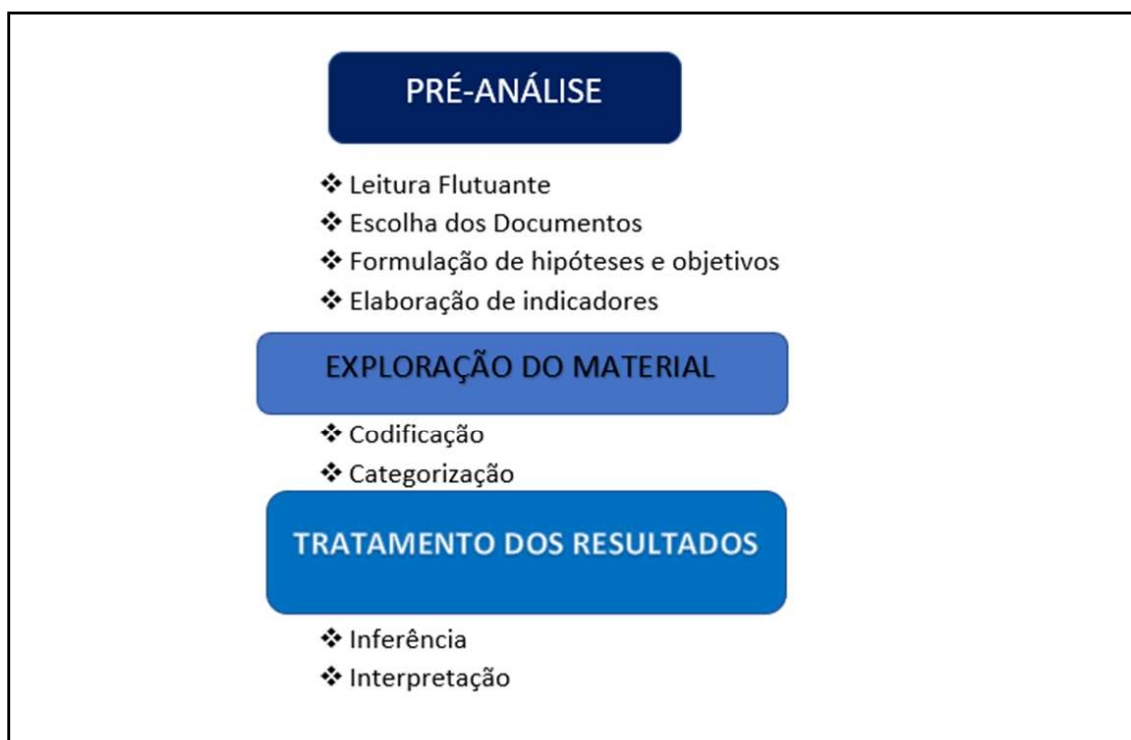 PRÉ-ANÁLISE
❖ Leitura Flutuante
❖ Escolha dos Documentos
❖ Formulação de hipóteses e objetivos
❖ Elaboração de indicadores
EXPLORAÇÃO DO MATERIAL
❖ Codificação
❖ Categorização
TRATAMENTO DOS RESULTADOS
❖ Inferência
❖ Interpretação